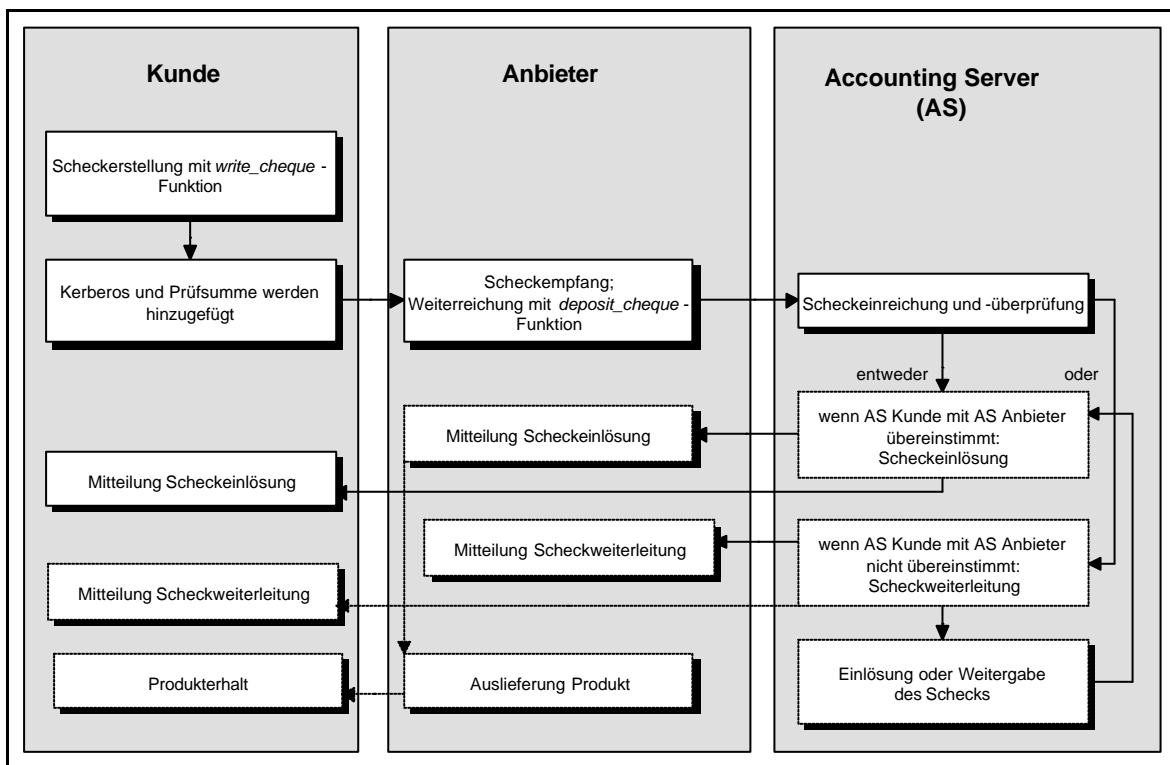 Kunde
Anbieter
Accounting Server
(AS)
Scheckerstellung mit write_cheque -
Funktion
Kerberos und Prüfsumme werden
hinzugefügt
Scheckempfang;
Weiterreichung mit deposit_cheque -
Funktion
Scheckeinreichung und -überprüfung
entweder
oder
wenn AS Kunde mit AS Anbieter
übereinstimmt:
Scheckeinlösung
Mitteilung Scheckeinlösung
Mitteilung Scheckeinlösung
wenn AS Kunde mit AS Anbieter
nicht übereinstimmt:
Scheckweiterleitung
Mitteilung Scheckweiterleitung
Mitteilung Scheckweiterleitung
Produkterhalt
Auslieferung Produkt
Einlösung oder Weitergabe
des Schecks